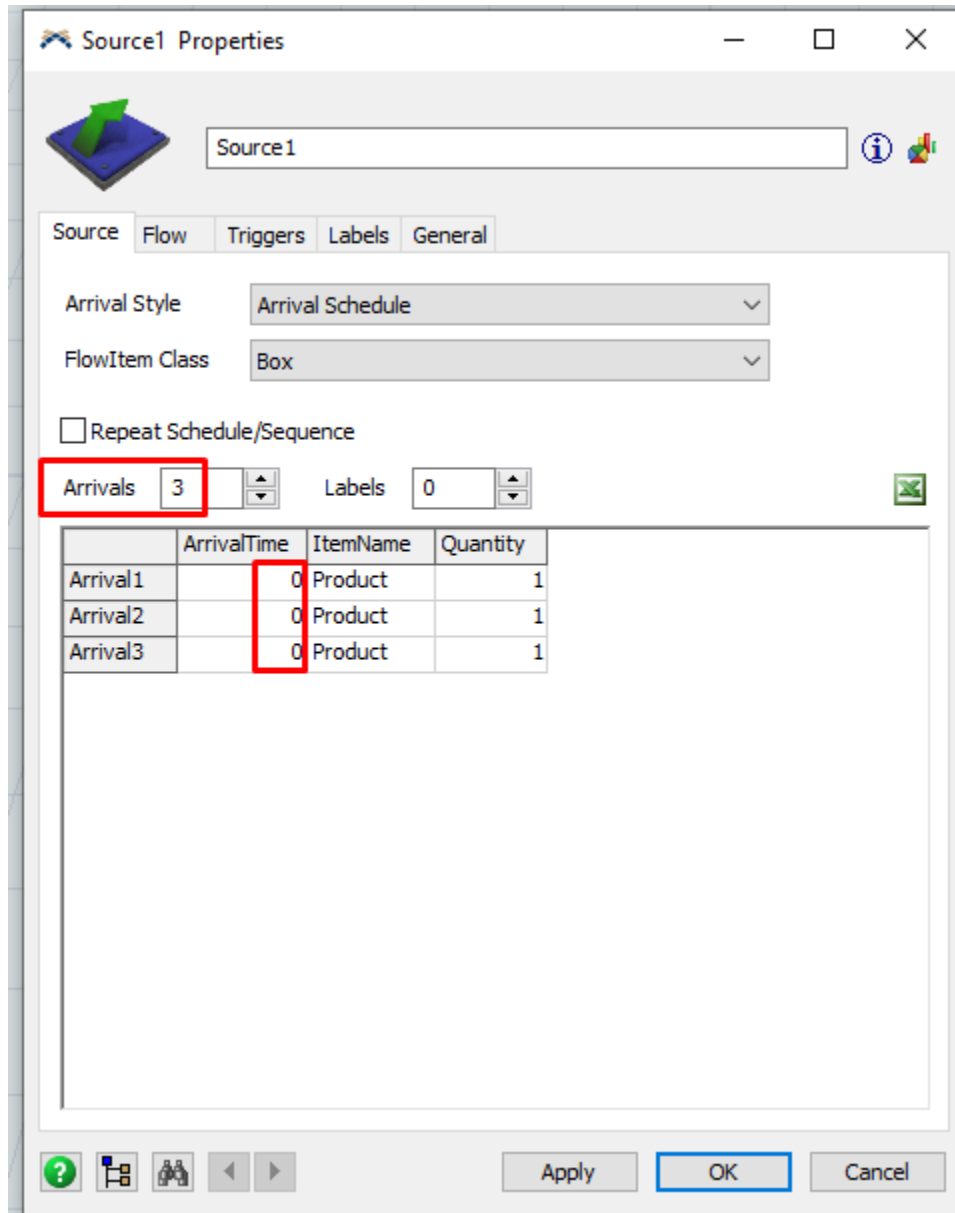 Source1 Properties
Source1
Source Flow Triggers Labels General
Arrival Style Arrival Schedule
FlowItem Class Box
Repeat Schedule/Sequence
Arrivals 3 Labels 0
ArrivalTime ItemName Quantity
Arrival1 0 Product 1
Arrival2 0 Product 1
Arrival3 0 Product 1
Apply OK Cancel